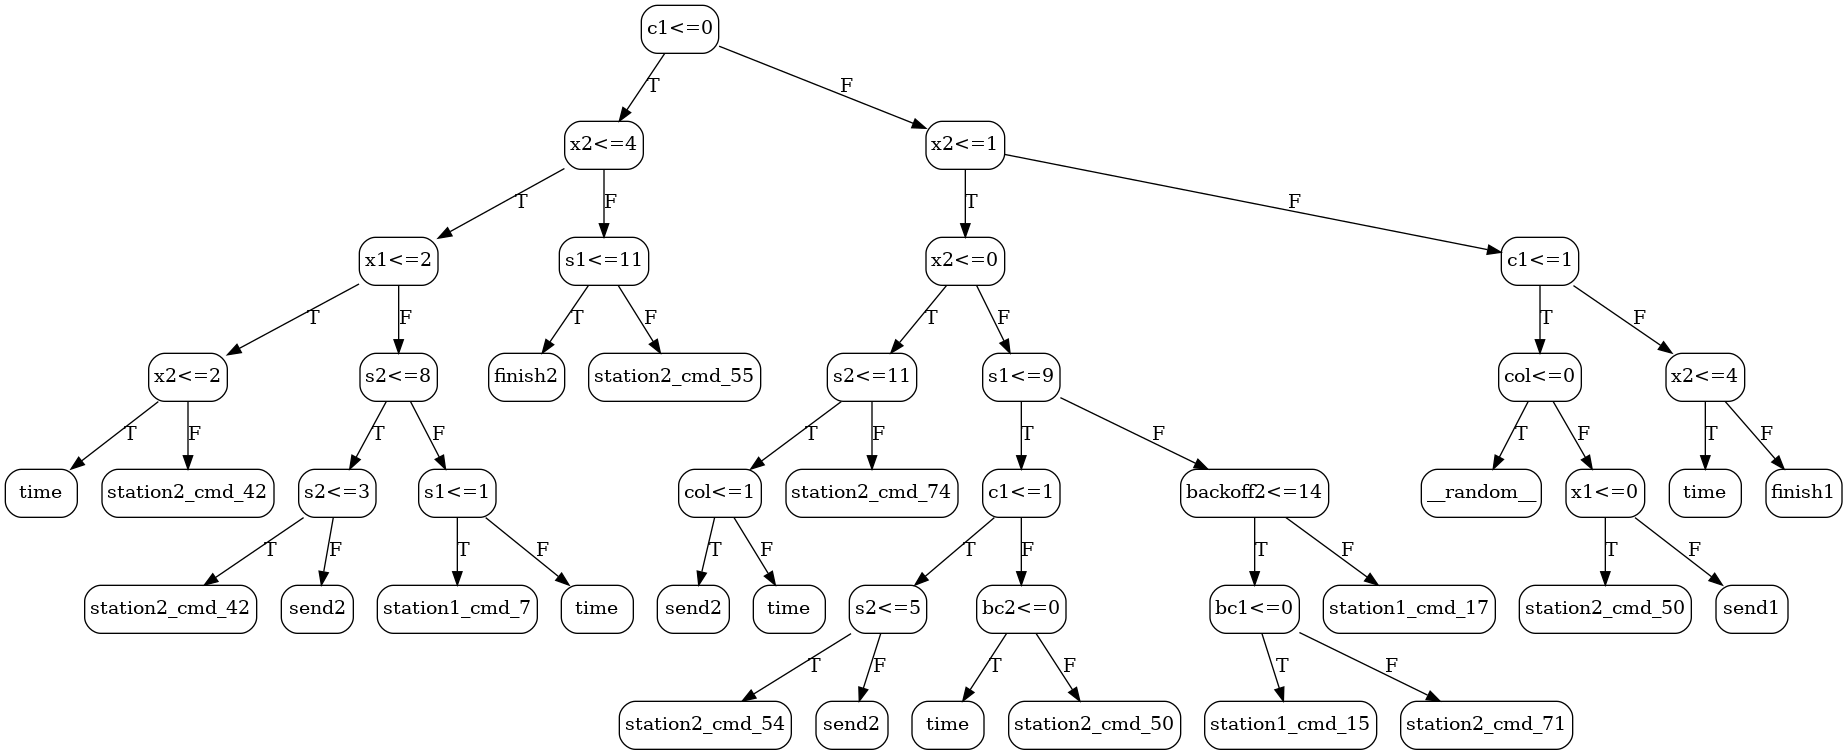 c1<=0
T
F
x2<=4
x2<=1
T
F
T
F
x1<=2
s1<=11
x2<=0
c1<=1
T
F
T
F
T
F
T
F
x2<=2
s2<=8
finish2
station2_cmd_55
s2<=11
s1<=9
col<=0
x2<=4
T
F
T
F
T
F
T
F
T
F
T
F
time
station2_cmd_42
s2<=3
s1<=1
col<=1
station2_cmd_74
c1<=1
backoff2<=14
__random__
x1<=0
time
finish1
T
F
T
F
T
F
T
F
T
F
T
F
station2_cmd_42
send2
station1_cmd_7
time
send2
time
s2<=5
bc2<=0
bc1<=0
station1_cmd_17
station2_cmd_50
send1
T
F
T
F
T
F
station2_cmd_54
send2
time
station2_cmd_50
station1_cmd_15
station2_cmd_71